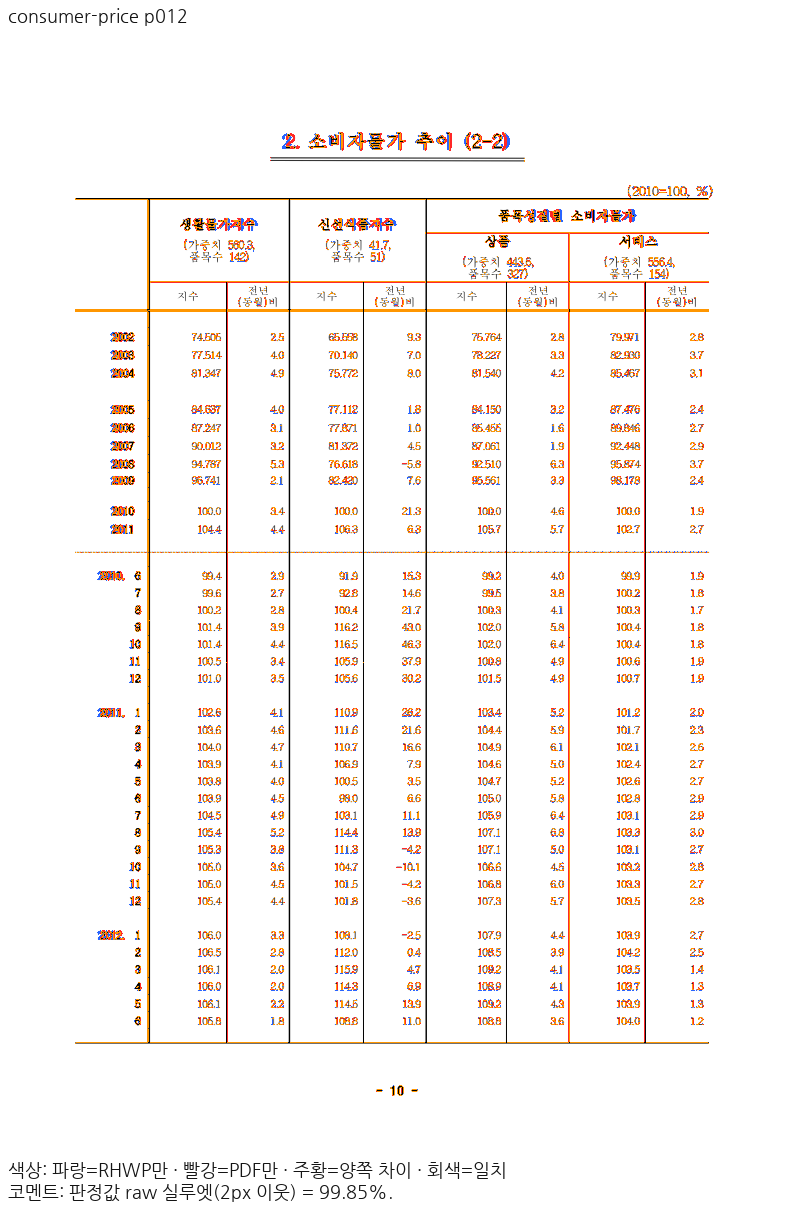 consumer-price p012
2. 소비자물가 추이 (2-2)
(2010=100, %)
생활물가지수 신선식품지수 품목성질별 소비자물가
(가중치 560.3, 품목수 142) (가중치 41.7, 품목수 51) 상품 서비스
(가중치 443.6, 품목수 327) (가중치 556.4, 품목수 154)
지수 전년(동월)비 지수 전년(동월)비 지수 전년(동월)비 지수 전년(동월)비
2002 74.505 2.5 65.558 9.3 75.764 2.8 79.971 2.8
2003 77.514 4.0 70.140 7.0 78.227 3.3 82.930 3.7
2004 81.347 4.9 75.772 8.0 81.540 4.2 85.467 3.1
2005 84.637 4.0 77.112 1.8 84.150 3.2 87.476 2.4
2006 87.247 3.1 77.871 1.0 85.455 1.6 89.846 2.7
2007 90.012 3.2 81.372 4.5 87.061 1.9 92.448 2.9
2008 94.787 5.3 76.618 -5.8 92.510 6.3 95.874 3.7
2009 96.741 2.1 82.420 7.6 95.561 3.3 98.178 2.4
2010 100.0 3.4 100.0 21.3 100.0 4.6 100.0 1.9
2011 104.4 4.4 106.3 6.3 105.7 5.7 102.7 2.7
2010. 6 99.4 2.9 91.9 15.3 99.2 4.0 99.9 1.9
7 99.6 2.7 92.8 14.6 99.5 3.8 100.2 1.8
8 100.2 2.8 100.4 21.7 100.3 4.1 100.3 1.7
9 101.4 3.9 116.2 43.0 102.0 5.8 100.4 1.8
10 101.4 4.4 116.5 46.3 102.0 6.4 100.4 1.8
11 100.5 3.4 105.9 37.9 100.8 4.9 100.6 1.9
12 101.0 3.5 105.6 30.2 101.5 4.9 100.7 1.9
2011. 1 102.6 4.1 110.9 26.2 103.4 5.2 101.2 2.0
2 103.6 4.6 111.6 21.6 104.4 5.9 101.7 2.3
3 104.0 4.7 110.7 16.6 104.9 6.1 102.1 2.6
4 103.9 4.1 106.9 7.9 104.6 5.0 102.4 2.7
5 103.8 4.0 100.5 3.5 104.7 5.2 102.6 2.7
6 103.9 4.5 98.0 6.6 105.0 5.8 102.8 2.9
7 104.5 4.9 103.1 11.1 105.9 6.4 103.1 2.9
8 105.4 5.2 114.4 13.9 107.1 6.8 103.3 3.0
9 105.3 3.8 111.3 -4.2 107.1 5.0 103.1 2.7
10 105.0 3.6 104.7 -10.1 106.6 4.5 103.2 2.8
11 105.0 4.5 101.5 -4.2 106.8 6.0 103.3 2.7
12 105.4 4.4 101.8 -3.6 107.3 5.7 103.5 2.8
2012. 1 106.0 3.3 108.1 -2.5 107.9 4.4 103.9 2.7
2 106.5 2.8 112.0 0.4 108.5 3.9 104.2 2.5
3 106.1 2.0 115.9 4.7 109.2 4.1 103.5 1.4
4 106.0 2.0 114.3 6.9 108.9 4.1 103.7 1.3
5 106.1 2.2 114.5 13.9 109.2 4.3 103.9 1.3
6 105.8 1.8 108.8 11.0 108.8 3.6 104.0 1.2
- 10 -
색상: 파랑=RHWP만 · 빨강=PDF만 · 주황=양쪽 차이 · 회색=일치
코멘트: 판정값 raw 실루엣(2px 이웃) = 99.85%.